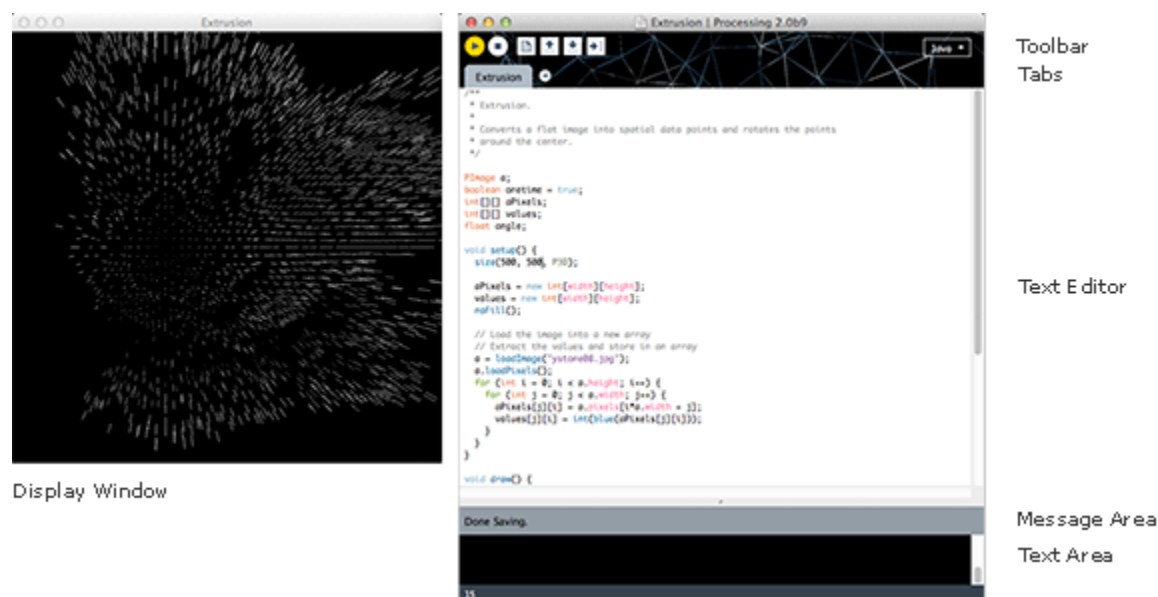 Extrusion
Extrusion | Processing 2.0b9
Java
Extrusion
/**
 * Extrusion.
 *
 * Converts a flat image into spatial data points and rotates the points
 * around the center.
 */
PImage a;
boolean onetime = true;
int[][] aPixels;
int[][] values;
float angle;
void setup() {
  size(500, 500, P3D);
  aPixels = new int[width][height];
  values = new int[width][height];
  noFill();
  // Load the image into a new array
  // Extract the values and store in an array
  a = loadImage("ystone08.jpg");
  a.loadPixels();
  for (int i = 0; i < a.height; i++) {
    for (int j = 0; j < a.width; j++) {
      aPixels[j][i] = a.pixels[i*a.width + j];
      values[j][i] = int(blue(aPixels[j][i]));
    }
  }
}
void draw() {
Done Saving.
15
Toolbar
Tabs
Text Editor
Display Window
Message Area
Text Area